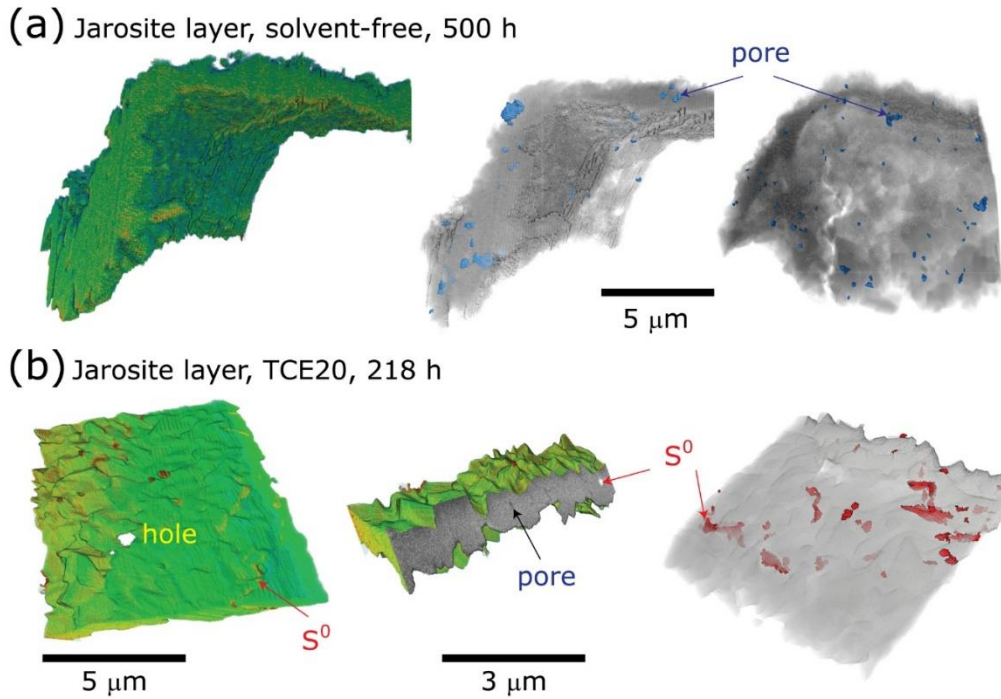 (a) Jarosite layer, solvent-free, 500 h
pore
5 μm
(b) Jarosite layer, TCE20, 218 h
hole
S⁰
5 μm
pore
S⁰
3 μm